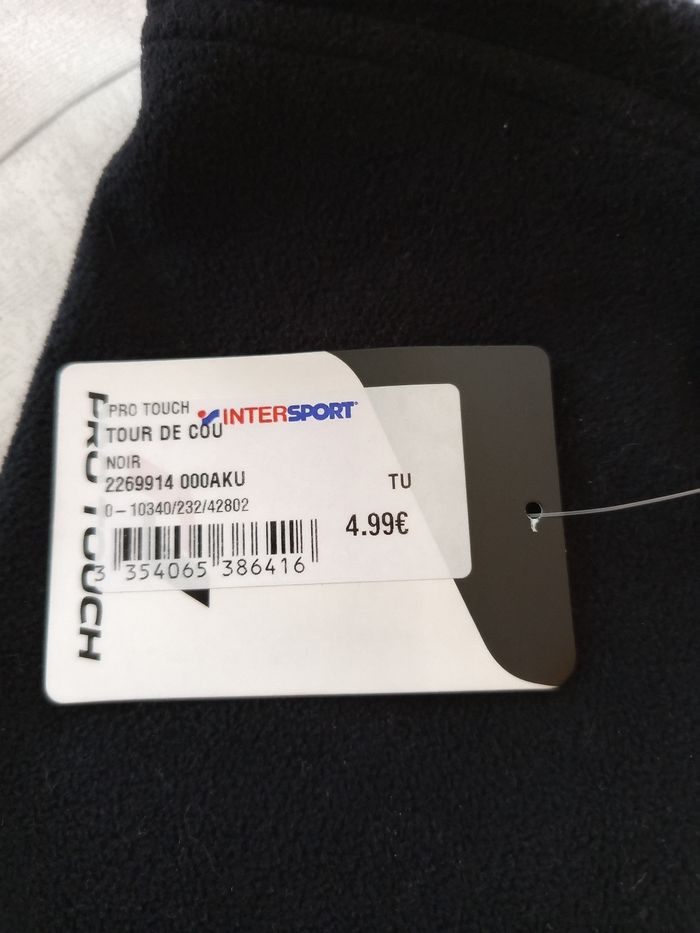 PRO TOUCH
INTERSPORT
TOUR DE COU
NOIR
2269914 000AKU
TU
0-10340/232/42802
4.99€
3 354065 386416
PRO TOUCH